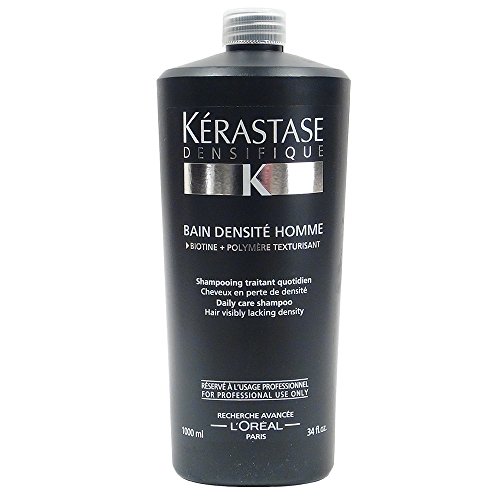 KÉRASTASE
DENSIFIQUE
K
BAIN DENSITÉ HOMME
BIOTINE + POLYMÈRE TEXTURISANT
Shampooing traitant quotidien
Cheveux en perte de densité
Daily care shampoo
Hair visibly lacking density
RÉSERVÉ À L'USAGE PROFESSIONNEL
FOR PROFESSIONAL USE ONLY
RECHERCHE AVANCÉE
L'ORÉAL
PARIS
1000 ml 34 fl.oz.